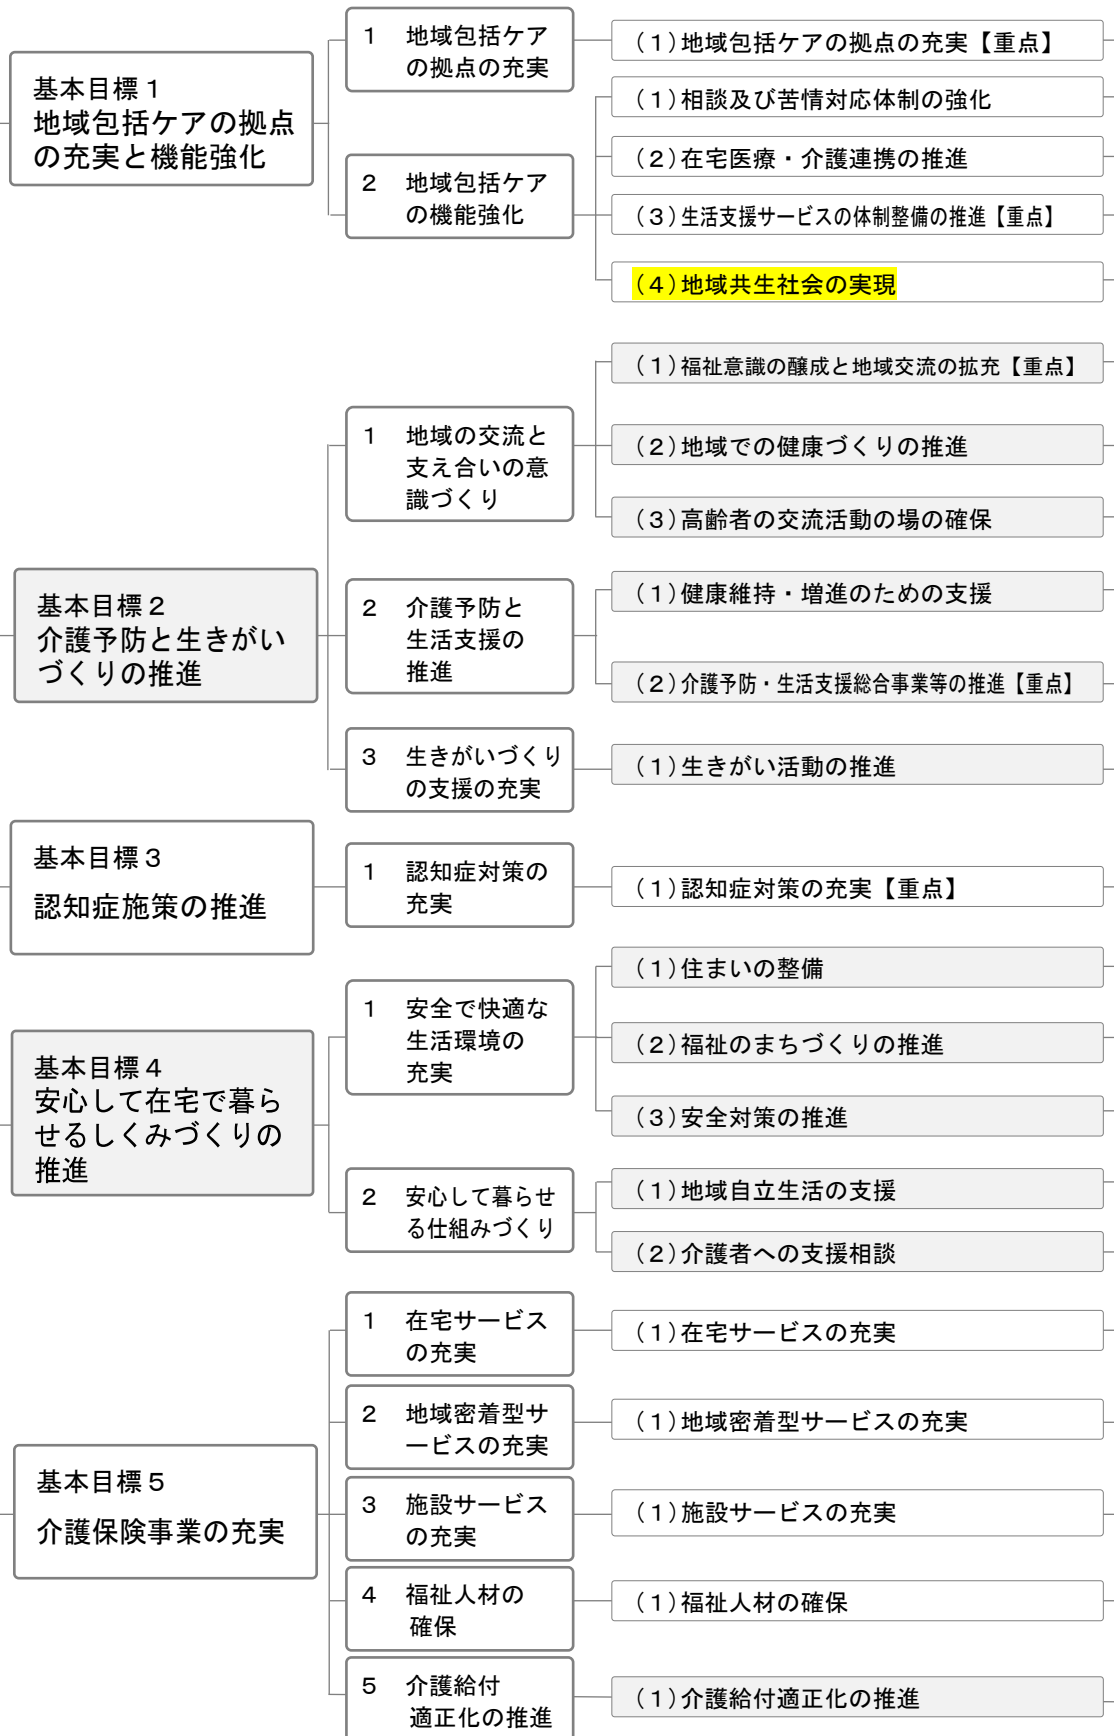 基本目標1
地域包括ケアの拠点
の充実と機能強化
1 地域包括ケア
の拠点の充実
(1)地域包括ケアの拠点の充実【重点】
2 地域包括ケア
の機能強化
(1)相談及び苦情対応体制の強化
(2)在宅医療・介護連携の推進
(3)生活支援サービスの体制整備の推進【重点】
(4)地域共生社会の実現
基本目標2
介護予防と生きがい
づくりの推進
1 地域の交流と
支え合いの意
識づくり
(1)福祉意識の醸成と地域交流の拡充【重点】
(2)地域での健康づくりの推進
(3)高齢者の交流活動の場の確保
2 介護予防と
生活支援の
推進
(1)健康維持・増進のための支援
(2)介護予防・生活支援総合事業等の推進【重点】
3 生きがいづくり
の支援の充実
(1)生きがい活動の推進
基本目標3
認知症施策の推進
1 認知症対策の
充実
(1)認知症対策の充実【重点】
基本目標4
安心して在宅で暮ら
せるしくみづくりの
推進
1 安全で快適な
生活環境の
充実
(1)住まいの整備
(2)福祉のまちづくりの推進
(3)安全対策の推進
2 安心して暮らせ
る仕組みづくり
(1)地域自立生活の支援
(2)介護者への支援相談
基本目標5
介護保険事業の充実
1 在宅サービス
の充実
(1)在宅サービスの充実
2 地域密着型サ
ービスの充実
(1)地域密着型サービスの充実
3 施設サービス
の充実
(1)施設サービスの充実
4 福祉人材の
確保
(1)福祉人材の確保
5 介護給付
適正化の推進
(1)介護給付適正化の推進